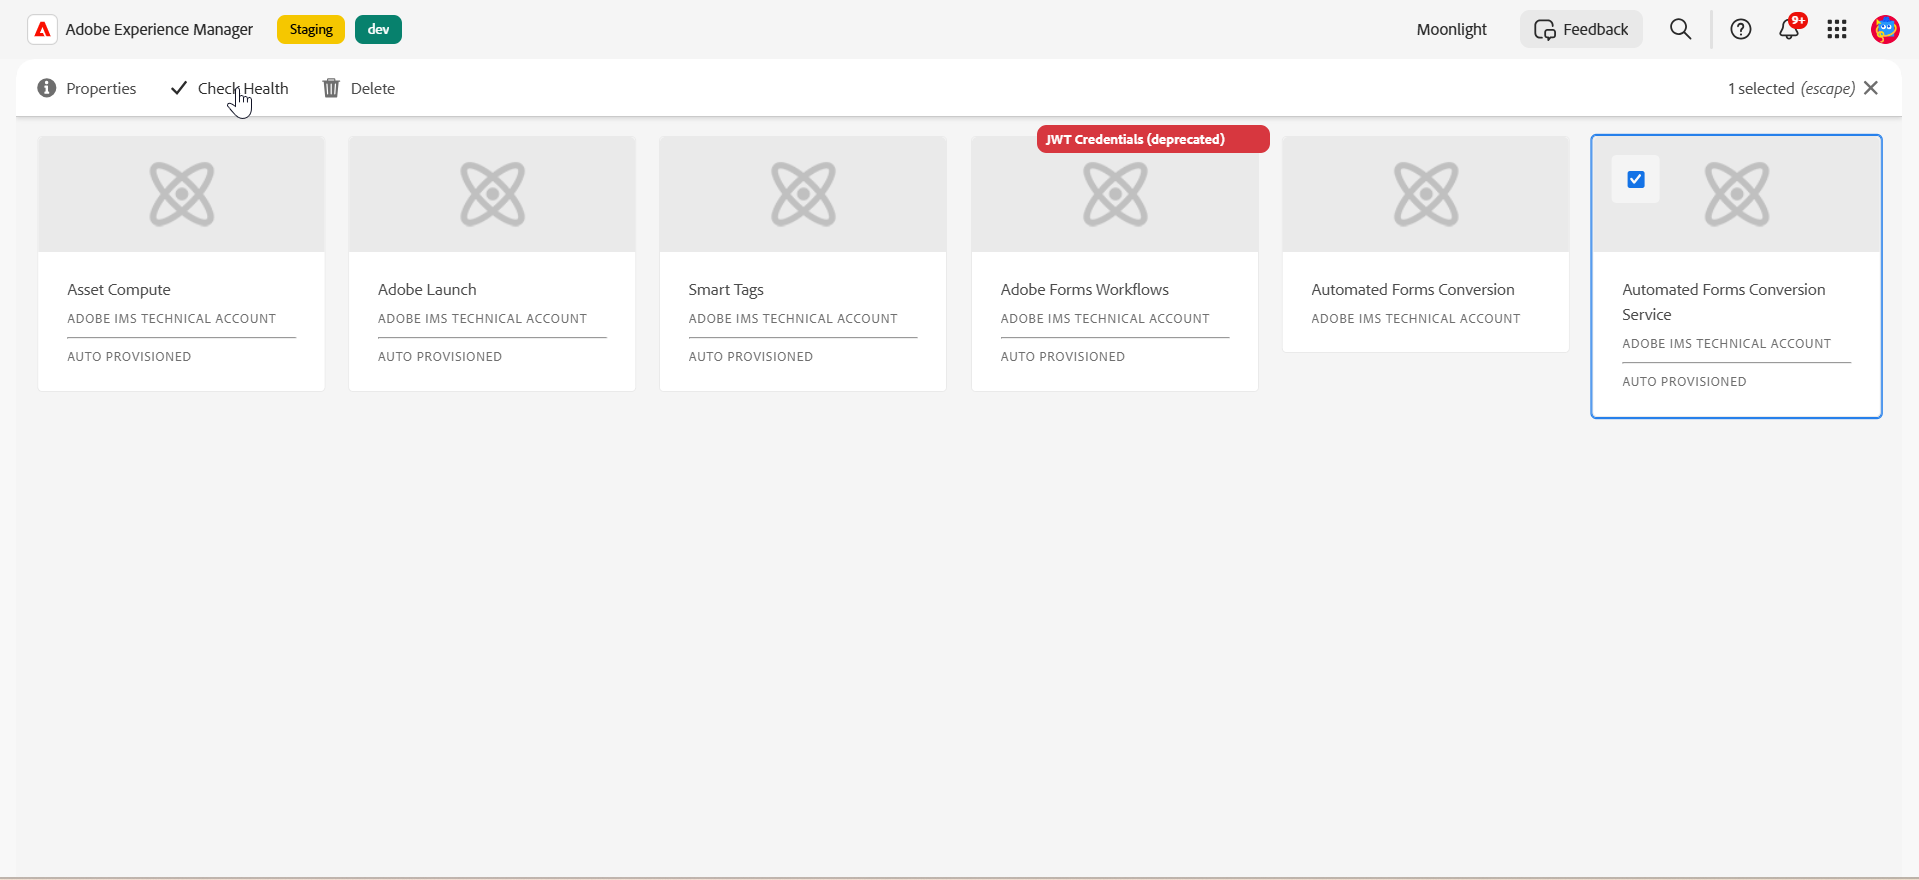 Adobe Experience Manager Staging dev Moonlight Feedback 9+
Properties Check Health Delete 1 selected (escape)
JWT Credentials (deprecated)
Asset Compute
ADOBE IMS TECHNICAL ACCOUNT
AUTO PROVISIONED
Adobe Launch
ADOBE IMS TECHNICAL ACCOUNT
AUTO PROVISIONED
Smart Tags
ADOBE IMS TECHNICAL ACCOUNT
AUTO PROVISIONED
Adobe Forms Workflows
ADOBE IMS TECHNICAL ACCOUNT
AUTO PROVISIONED
Automated Forms Conversion
ADOBE IMS TECHNICAL ACCOUNT
Automated Forms Conversion
Service
ADOBE IMS TECHNICAL ACCOUNT
AUTO PROVISIONED